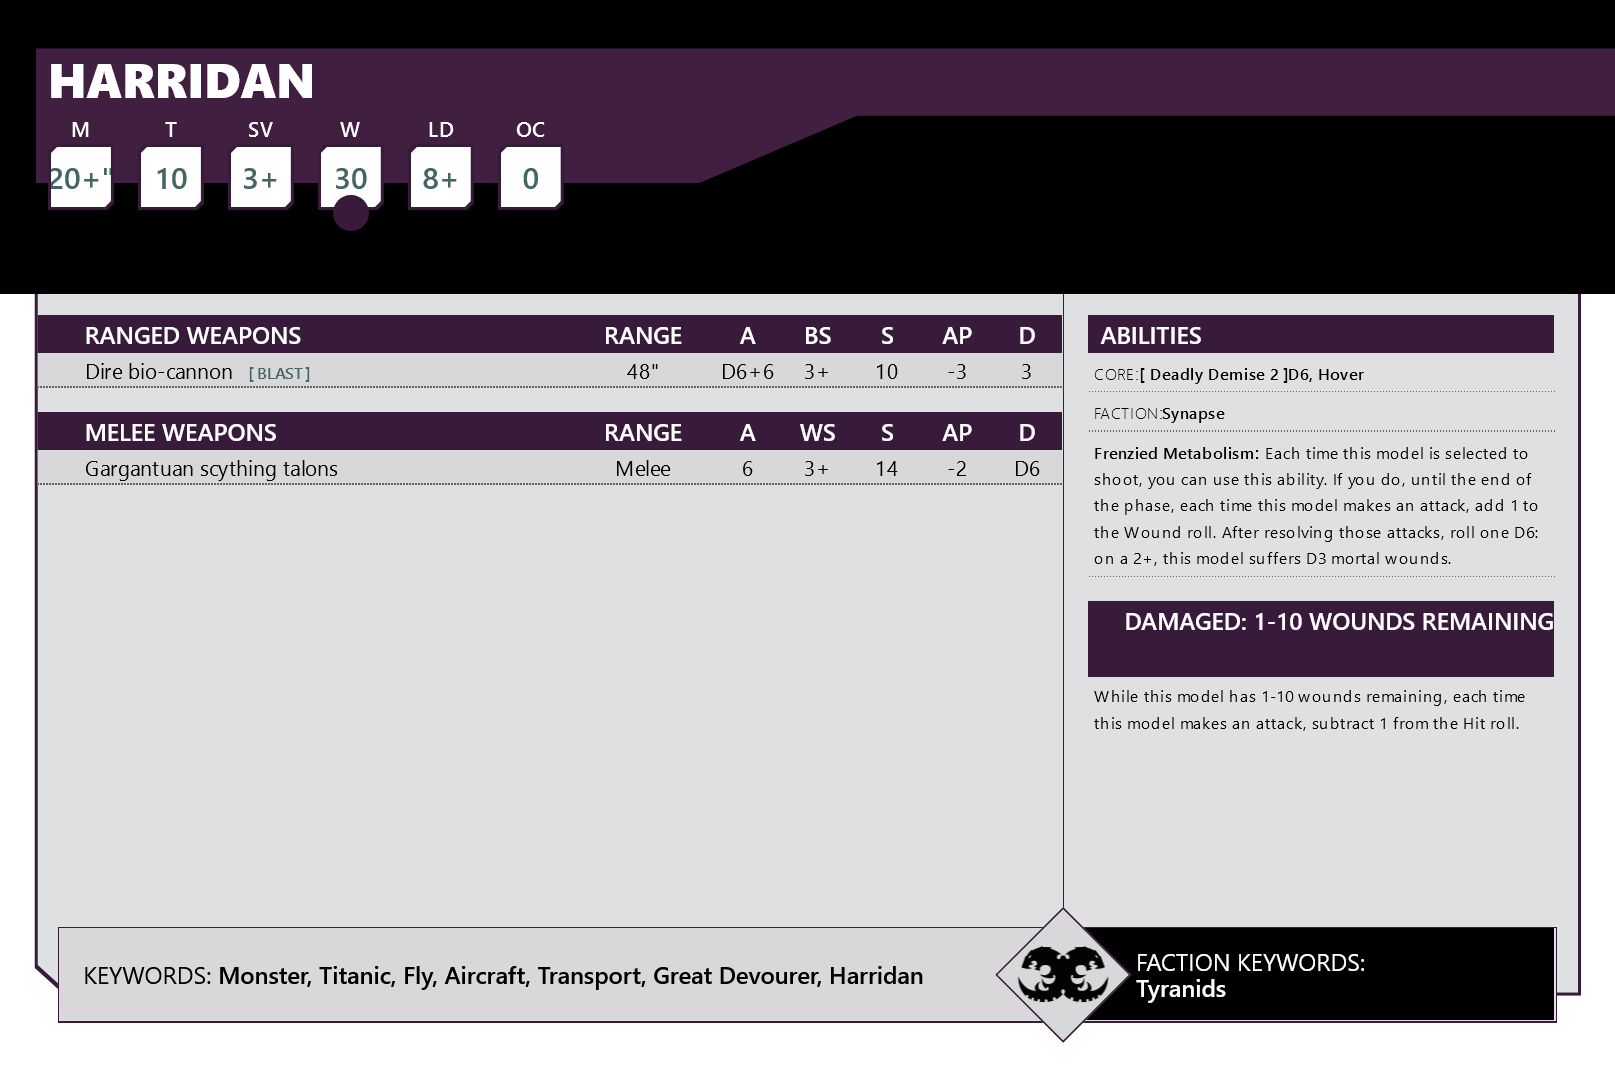 HARRIDAN
M T SV W LD OC
20+" 10 3+ 30 8+ 0
RANGED WEAPONS RANGE A BS S AP D
Dire bio-cannon [BLAST] 48" D6+6 3+ 10 -3 3
MELEE WEAPONS RANGE A WS S AP D
Gargantuan scything talons Melee 6 3+ 14 -2 D6
ABILITIES
CORE:[ Deadly Demise 2 ]D6, Hover
FACTION:Synapse
Frenzied Metabolism: Each time this model is selected to
shoot, you can use this ability. If you do, until the end of
the phase, each time this model makes an attack, add 1 to
the Wound roll. After resolving those attacks, roll one D6:
on a 2+, this model suffers D3 mortal wounds.
DAMAGED: 1-10 WOUNDS REMAINING
While this model has 1-10 wounds remaining, each time
this model makes an attack, subtract 1 from the Hit roll.
KEYWORDS: Monster, Titanic, Fly, Aircraft, Transport, Great Devourer, Harridan
FACTION KEYWORDS:
Tyranids